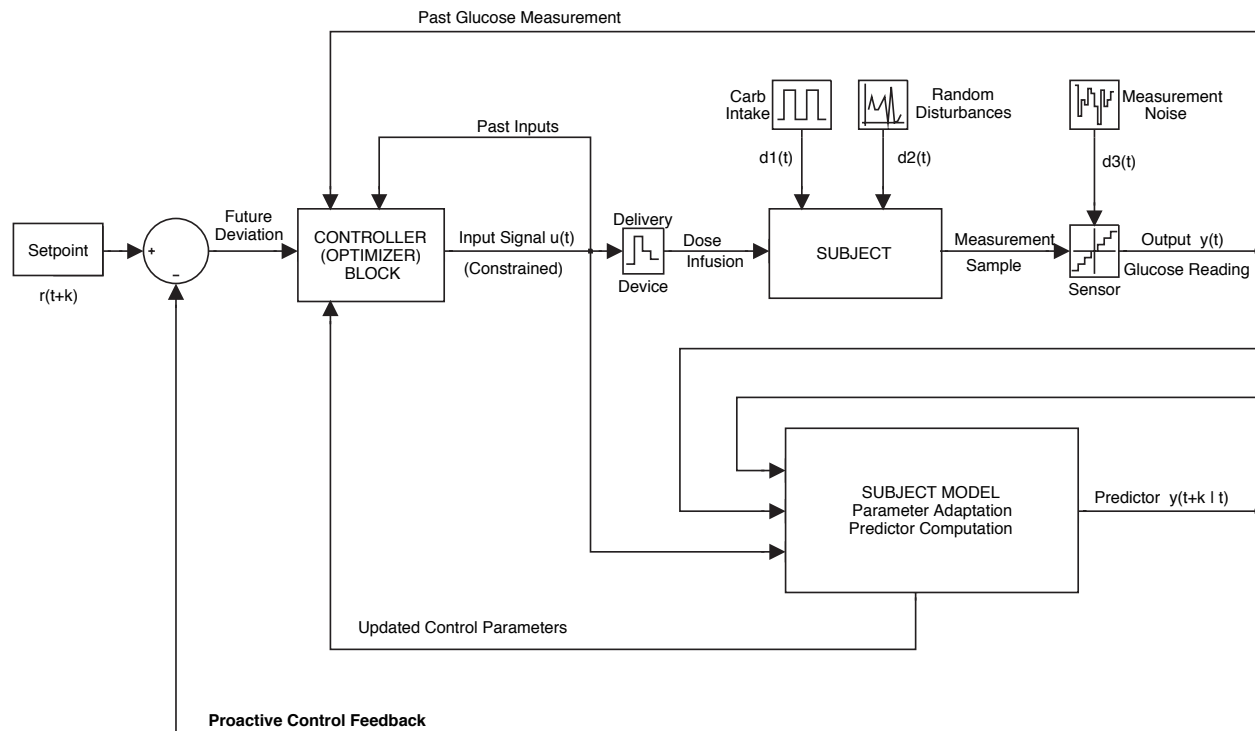 Past Glucose Measurement
Carb
Intake
Random
Disturbances
Measurement
Noise
Past Inputs
d1(t)
d2(t)
d3(t)
Setpoint
r(t+k)
+
−
Future
Deviation
CONTROLLER
(OPTIMIZER)
BLOCK
Input Signal u(t)
(Constrained)
Delivery
Device
Dose
Infusion
SUBJECT
Measurement
Sample
Sensor
Output y(t)
Glucose Reading
SUBJECT MODEL
Parameter Adaptation
Predictor Computation
Predictor y(t+k | t)
Updated Control Parameters
Proactive Control Feedback